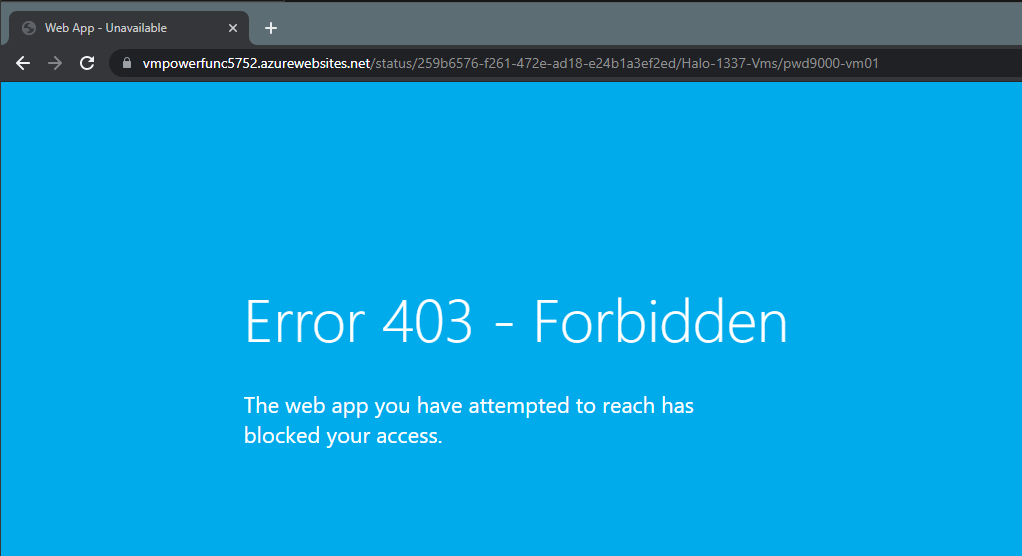 Web App - Unavailable
vmpowerfunc5752.azurewebsites.net/status/259b6576-f261-472e-ad18-e24b1a3ef2ed/Halo-1337-Vms/pwd9000-vm01
Error 403 - Forbidden
The web app you have attempted to reach has
blocked your access.